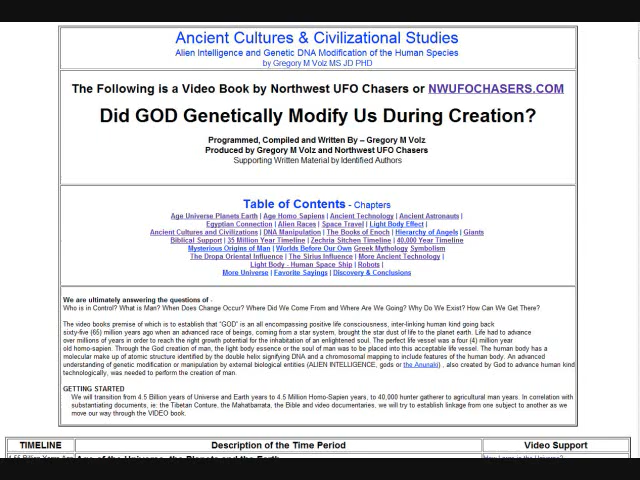 Ancient Cultures & Civilizational Studies
Alien Intelligence and Genetic DNA Modification of the Human Species
by Gregory M Volz MS JD PHD
The Following is a Video Book by Northwest UFO Chasers or NWUFOCHASERS.COM
Did GOD Genetically Modify Us During Creation?
Programmed, Compiled and Written By – Gregory M Volz
Produced by Gregory M Volz and Northwest UFO Chasers
Supporting Written Material by Identified Authors
Table of Contents - Chapters
Age Universe Planets Earth | Age Homo Sapiens | Ancient Technology | Ancient Astronauts |
Egyptian Connection | Alien Races | Space Travel | Light Body Effect |
Ancient Cultures and Civilizations | DNA Manipulation | The Books of Enoch | Hierarchy of Angels | Giants
Biblical Support | 35 Million Year Timeline | Zechria Sitchen Timeline | 40,000 Year Timeline
Mysterious Origins of Man | Worlds Before Our Own Greek Mythology Symbolism
The Dropa Oriental Influence | The Sirius Influence | More Ancient Technology |
Light Body - Human Space Ship | Robots |
More Universe | Favorite Sayings | Discovery & Conclusions
We are ultimately answering the questions of -
Who is in Control? What is Man? When Does Change Occur? Where Did We Come From and Where Are We Going? Why Do We Exist? How Can We Get There?
The video books premise of which is to establish that "GOD" is an all encompassing positive life consciousness, inter-linking human kind going back
sixty-five (65) million years ago when an advanced race of beings, coming from a star system, brought the star dust of life to the planet earth. Life had to advance
over millions of years in order to reach the right growth potential for the inhabitation of an enlightened soul. The perfect life vessel was a four (4) million year
old homo-sapien. Through the God creation of man, the light body essence or the soul of man was to be placed into this acceptable life vessel. The human body has a
molecular make up of atomic structure identified by the double helix signifying DNA and a chromosomal mapping to include features of the human body. An advanced
understanding of genetic modification or manipulation by external biological entities (ALIEN INTELLIGENCE, gods or the Anunaki) , also created by God to advance human kind
technologically, was needed to perform the creation of man.
GETTING STARTED
We will transition from 4.5 Billion years of Universe and Earth years to 4.5 Million Homo-Sapien years, to 40,000 hunter gatherer to agricultural man years. In correlation with
substantiating documents, ie: the Tibetan Conture, the Mahatbarata, the Bible and video documentaries, we will try to establish linkage from one subject to another as we
move our way through the VIDEO book.
TIMELINE Description of the Time Period Video Support
Age of the Universe, the Planets and the Earth